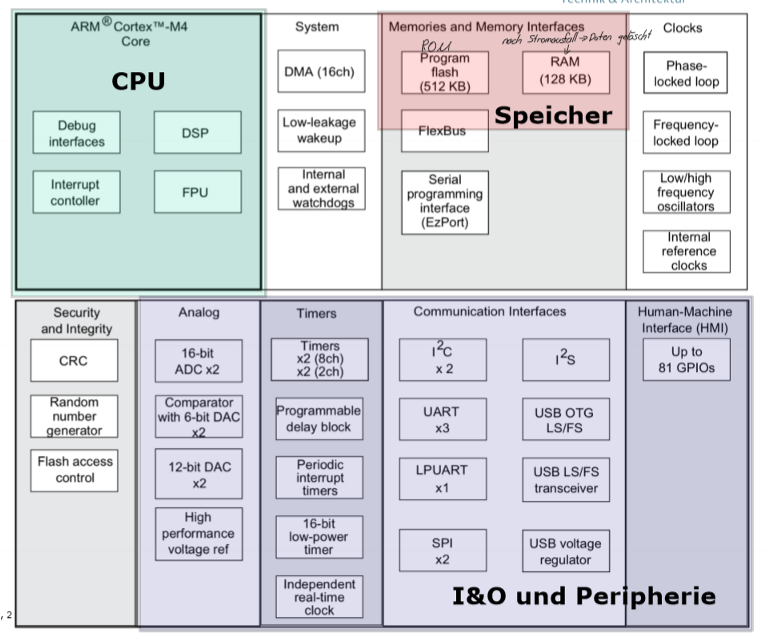 Technik & Architektur
ARM® Cortex™-M4
Core
CPU
Debug
interfaces
DSP
Interrupt
contoller
FPU
System
DMA (16ch)
Low-leakage
wakeup
Internal
and external
watchdogs
Memories and Memory Interfaces
nach Stromausfall → Daten gelöscht
ROM
Program
flash
(512 KB)
RAM
(128 KB)
Speicher
FlexBus
Serial
programming
interface
(EzPort)
Clocks
Phase-
locked loop
Frequency-
locked loop
Low/high
frequency
oscillators
Internal
reference
clocks
Security
and Integrity
CRC
Random
number
generator
Flash access
control
Analog
16-bit
ADC x2
Comparator
with 6-bit DAC
x2
12-bit DAC
x2
High
performance
voltage ref
Timers
Timers
x2 (8ch)
x2 (2ch)
Programmable
delay block
Periodic
interrupt
timers
16-bit
low-power
timer
Independent
real-time
clock
Communication Interfaces
I²C
x 2
I²S
UART
x3
USB OTG
LS/FS
LPUART
x1
USB LS/FS
transceiver
SPI
x2
USB voltage
regulator
Human-Machine
Interface (HMI)
Up to
81 GPIOs
I&O und Peripherie
, 2